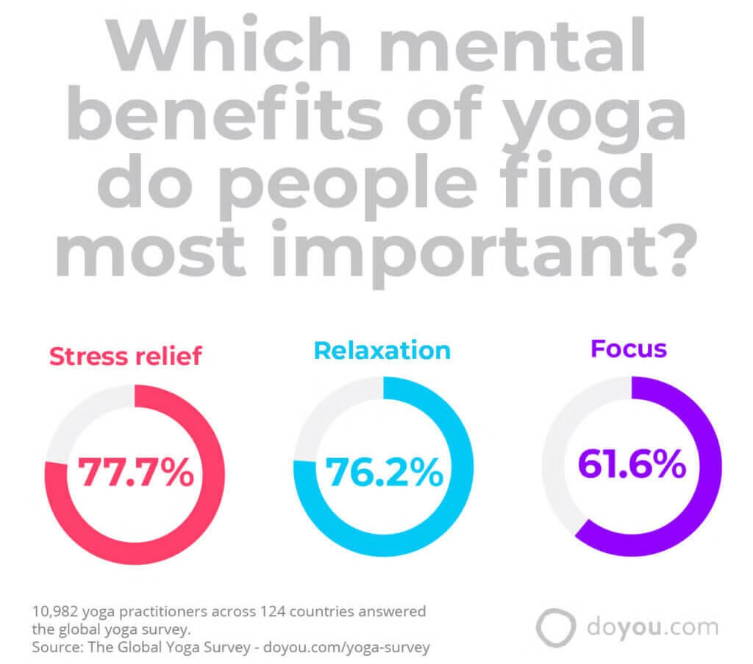 Which mental
benefits of yoga
do people find
most important?
Stress relief
77.7%
Relaxation
76.2%
Focus
61.6%
10,982 yoga practitioners across 124 countries answered
the global yoga survey.
Source: The Global Yoga Survey - doyou.com/yoga-survey
doyou.com